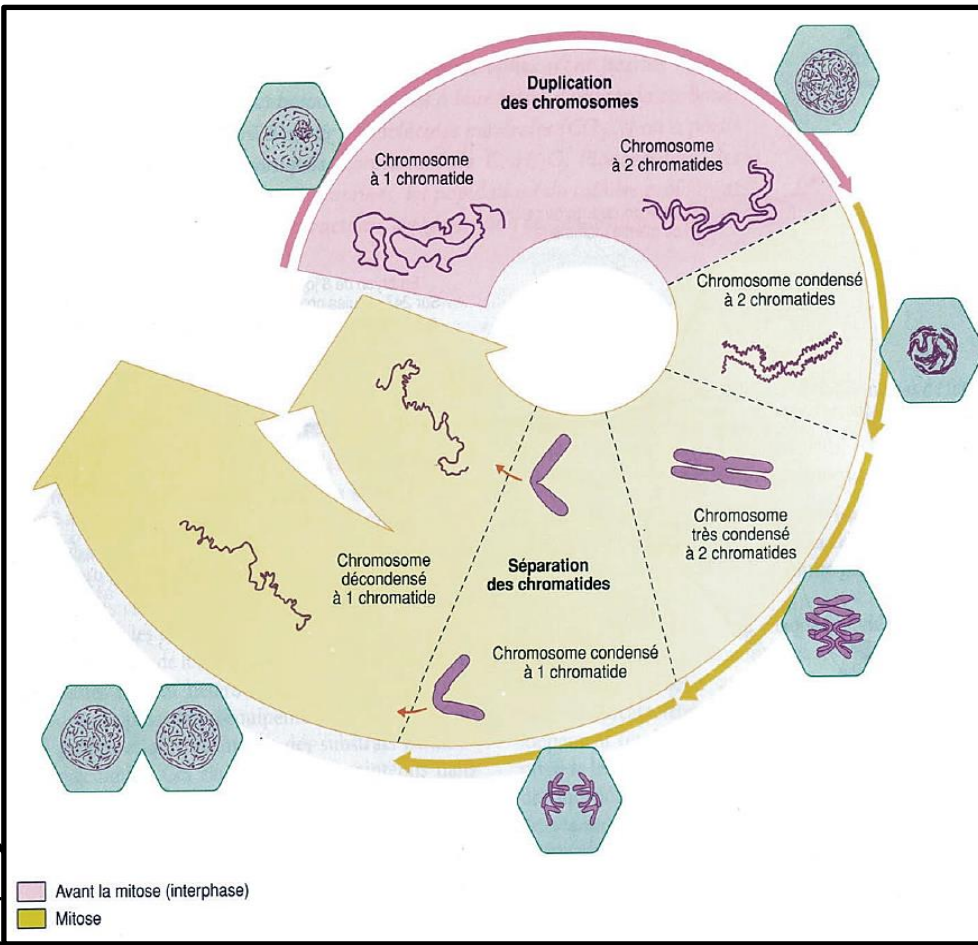 Duplication
des chromosomes
Chromosome
à 1 chromatide
Chromosome
à 2 chromatides
Chromosome condensé
à 2 chromatides
Chromosome
très condensé
à 2 chromatides
Séparation
des chromatides
Chromosome condensé
à 1 chromatide
Chromosome
décondensé
à 1 chromatide
Avant la mitose (interphase)
Mitose